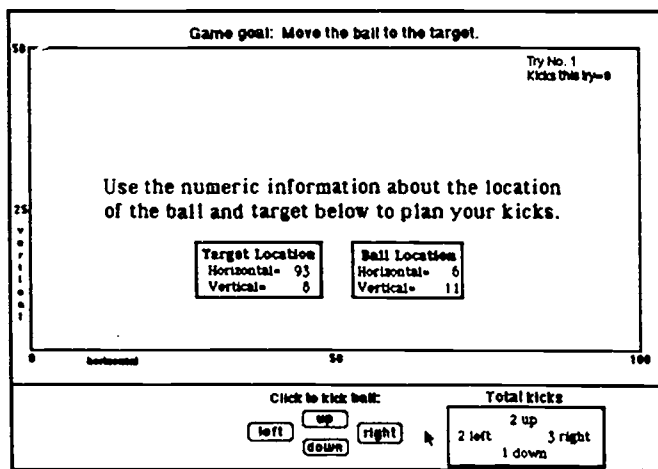 Game goal: Move the ball to the target.
50
Try No. 1
Kicks this try=0
Use the numeric information about the location
of the ball and target below to plan your kicks.
25
vertical
Target Location
Horizontal= 93
Vertical= 8
Ball Location
Horizontal= 6
Vertical= 11
0
horizontal
50
100
Click to kick ball:
up
left
right
down
Total kicks
2 up
2 left 3 right
1 down